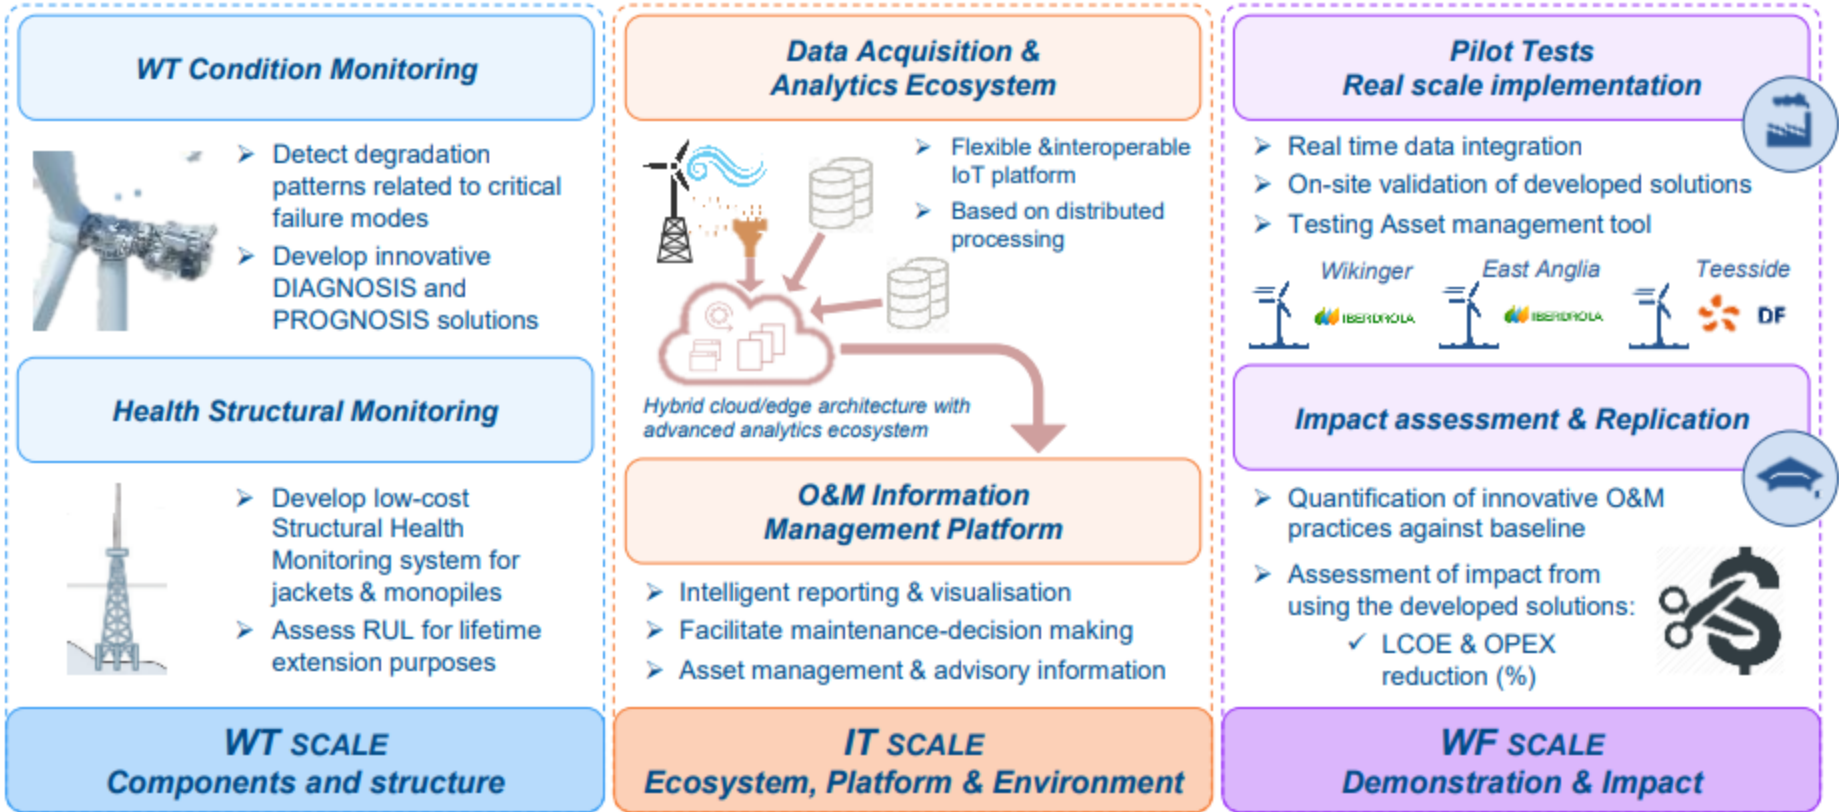 WT Condition Monitoring
➢ Detect degradation
patterns related to critical
failure modes
➢ Develop innovative
DIAGNOSIS and
PROGNOSIS solutions
Health Structural Monitoring
➢ Develop low-cost
Structural Health
Monitoring system for
jackets & monopiles
➢ Assess RUL for lifetime
extension purposes
WT SCALE
Components and structure
Data Acquisition &
Analytics Ecosystem
➢ Flexible &interoperable
IoT platform
➢ Based on distributed
processing
Hybrid cloud/edge architecture with
advanced analytics ecosystem
O&M Information
Management Platform
➢ Intelligent reporting & visualisation
➢ Facilitate maintenance-decision making
➢ Asset management & advisory information
IT SCALE
Ecosystem, Platform & Environment
Pilot Tests
Real scale implementation
➢ Real time data integration
➢ On-site validation of developed solutions
➢ Testing Asset management tool
Wikinger East Anglia Teesside
IBERDROLA IBERDROLA DF
Impact assessment & Replication
➢ Quantification of innovative O&M
practices against baseline
➢ Assessment of impact from
using the developed solutions:
✓ LCOE & OPEX
reduction (%)
WF SCALE
Demonstration & Impact